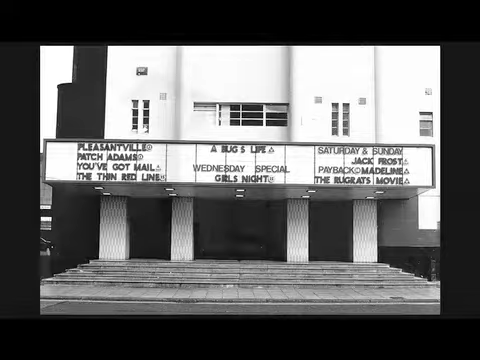 PLEASANTVILLE
PATCH ADAMS
YOU'VE GOT MAIL
THE THIN RED LINE
A BUG'S LIFE
WEDNESDAY SPECIAL
GIRLS NIGHT
SATURDAY & SUNDAY
JACK FROST
PAYBACK MADELINE
THE RUGRATS MOVIE